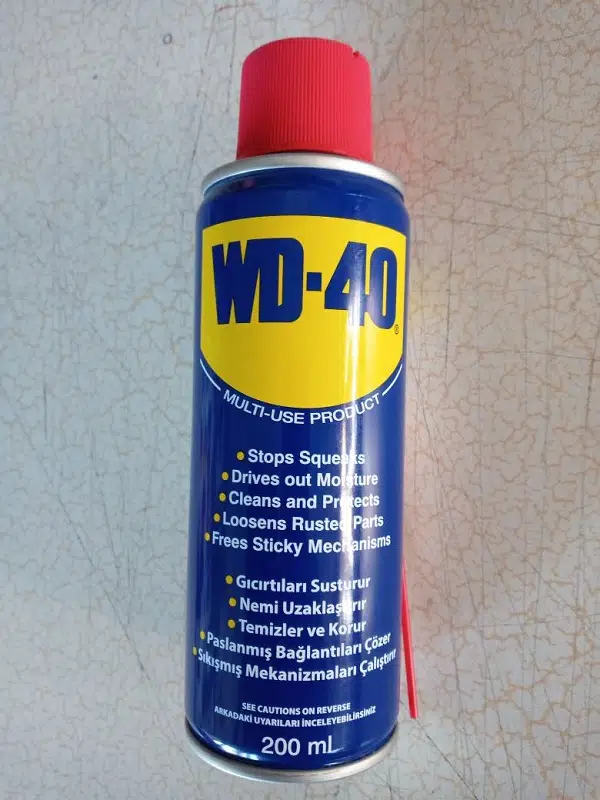 WD-40
®
MULTI-USE PRODUCT
• Stops Squeaks
• Drives out Moisture
• Cleans and Protects
• Loosens Rusted Parts
• Frees Sticky Mechanisms
• Gıcırtıları Susturur
• Nemi Uzaklaştırır
• Temizler ve Korur
• Paslanmış Bağlantıları Çözer
• Sıkışmış Mekanizmaları Çalıştırır
SEE CAUTIONS ON REVERSE
ARKADAKİ UYARILARI İNCELEYEBİLİRSİNİZ
200 ml